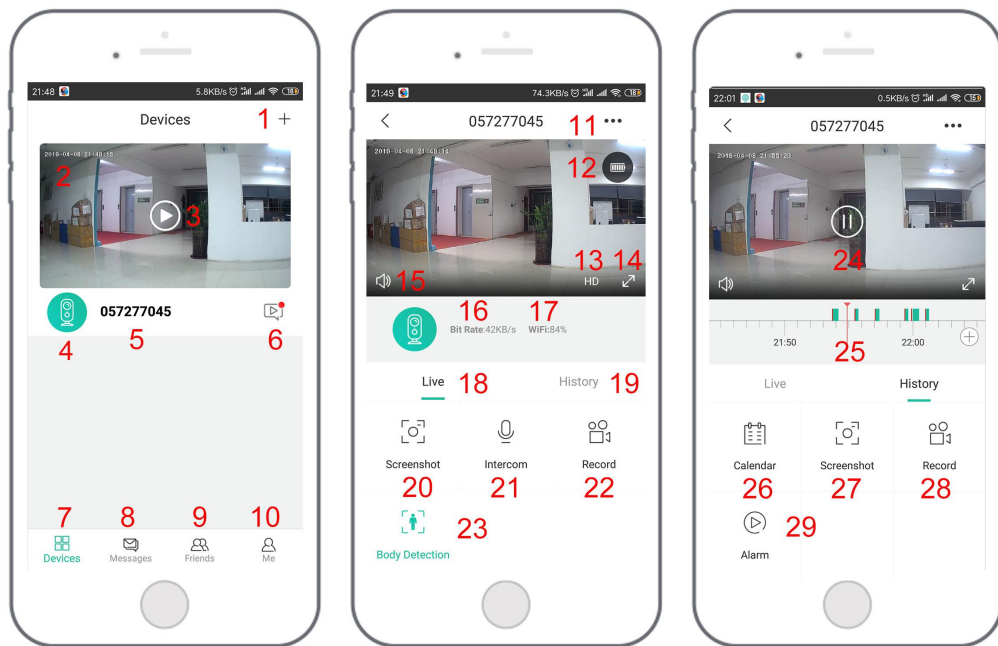 21:48 5.8KB/s 18
Devices 1 +
2019-04-08 21:48:15
2
3
057277045
4 5 6
7 8 9 10
Devices Messages Friends Me
21:49 74.3KB/s 18
057277045 11 •••
2019-04-08 21:49:14
12
13 14
15 HD
16 17
Bit Rate:42KB/s WiFi:84%
Live 18 History 19
Screenshot Intercom Record
20 21 22
23
Body Detection
22:01 0.5KB/s 15
057277045 •••
2019-04-08 21:55:23
24
21:50 25 22:00
Live History
Calendar Screenshot Record
26 27 28
29
Alarm